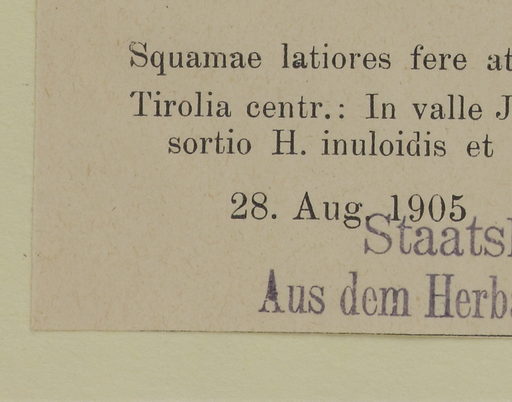 Squamae latiores fere at
Tirolia centr.: In valle J
sortio H. inuloidis et
28. Aug. 1905
Staats
Aus dem Herb